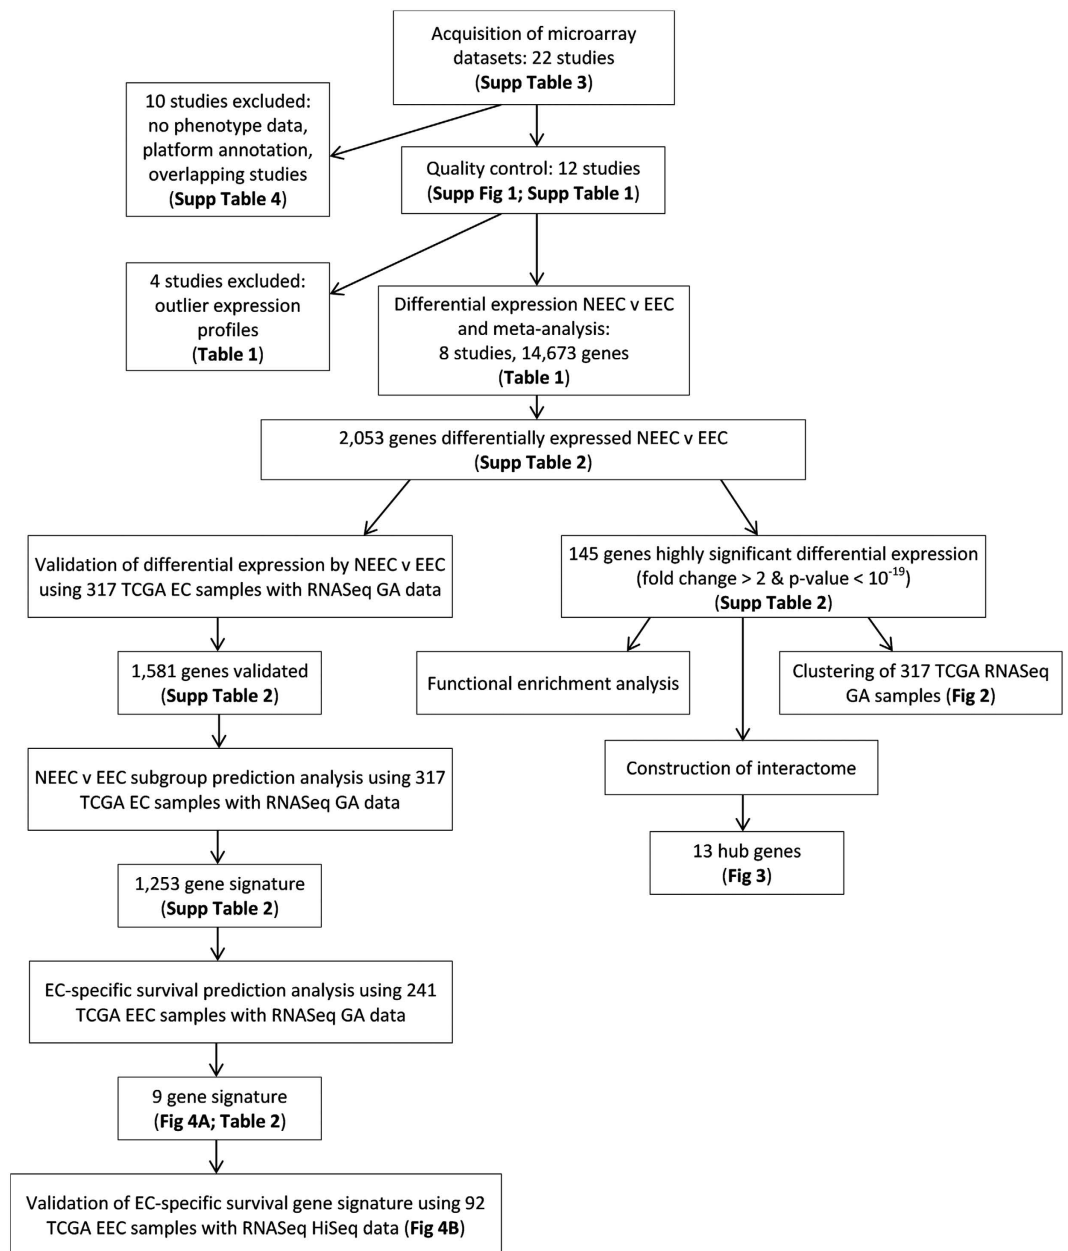 Acquisition of microarray
datasets: 22 studies
(Supp Table 3)
10 studies excluded:
no phenotype data,
platform annotation,
overlapping studies
(Supp Table 4)
Quality control: 12 studies
(Supp Fig 1; Supp Table 1)
4 studies excluded:
outlier expression
profiles
(Table 1)
Differential expression NEEC v EEC
and meta-analysis:
8 studies, 14,673 genes
(Table 1)
2,053 genes differentially expressed NEEC v EEC
(Supp Table 2)
Validation of differential expression by NEEC v EEC
using 317 TCGA EC samples with RNASeq GA data
1,581 genes validated
(Supp Table 2)
NEEC v EEC subgroup prediction analysis using 317
TCGA EC samples with RNASeq GA data
1,253 gene signature
(Supp Table 2)
EC-specific survival prediction analysis using 241
TCGA EEC samples with RNASeq GA data
9 gene signature
(Fig 4A; Table 2)
Validation of EC-specific survival gene signature using 92
TCGA EEC samples with RNASeq HiSeq data (Fig 4B)
145 genes highly significant differential expression
(fold change > 2 & p-value < 10⁻¹⁹)
(Supp Table 2)
Functional enrichment analysis
Clustering of 317 TCGA RNASeq
GA samples (Fig 2)
Construction of interactome
13 hub genes
(Fig 3)